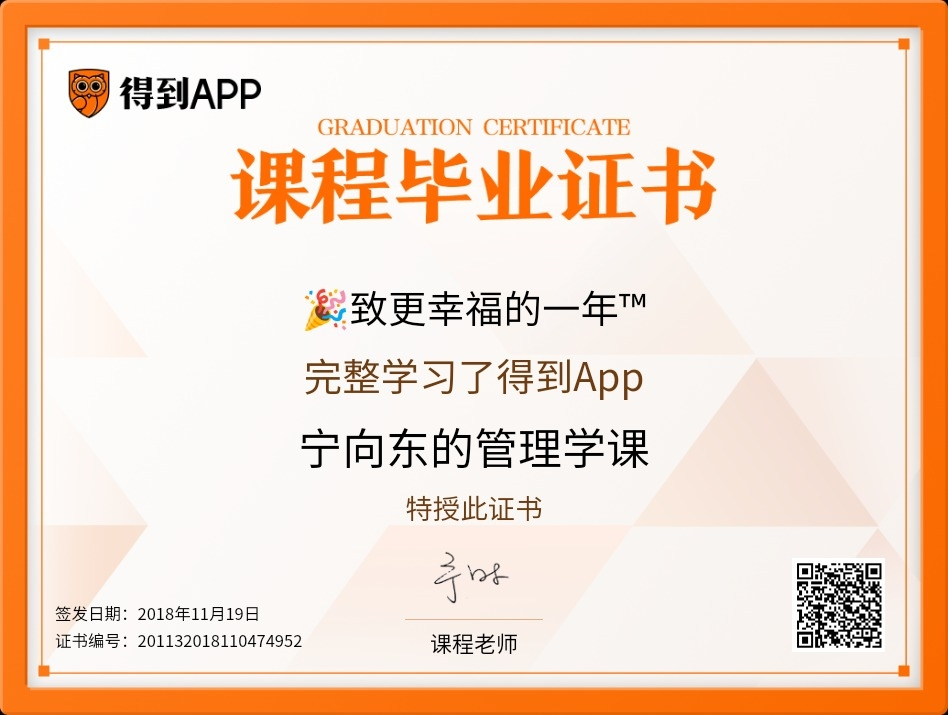 得到APP
GRADUATION CERTIFICATE
课程毕业证书
🎉致更幸福的一年™
完整学习了得到App
宁向东的管理学课
特授此证书
签发日期：2018年11月19日
证书编号：201132018110474952
课程老师